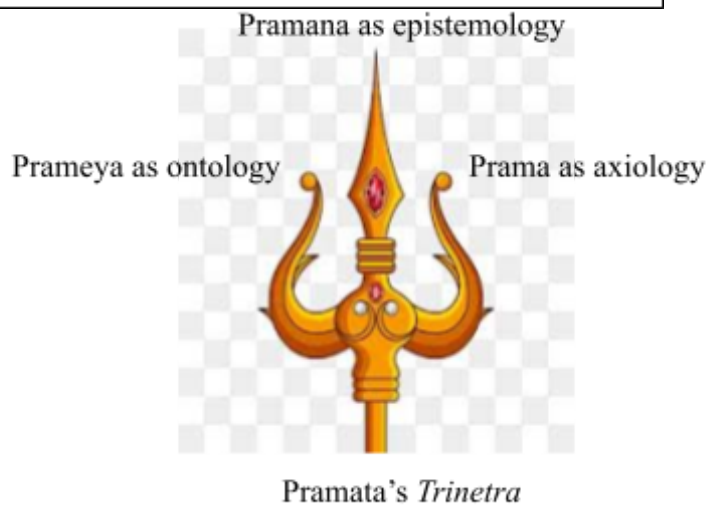 Pramana as epistemology
Prameya as ontology
Prama as axiology
Pramata's Trinetra